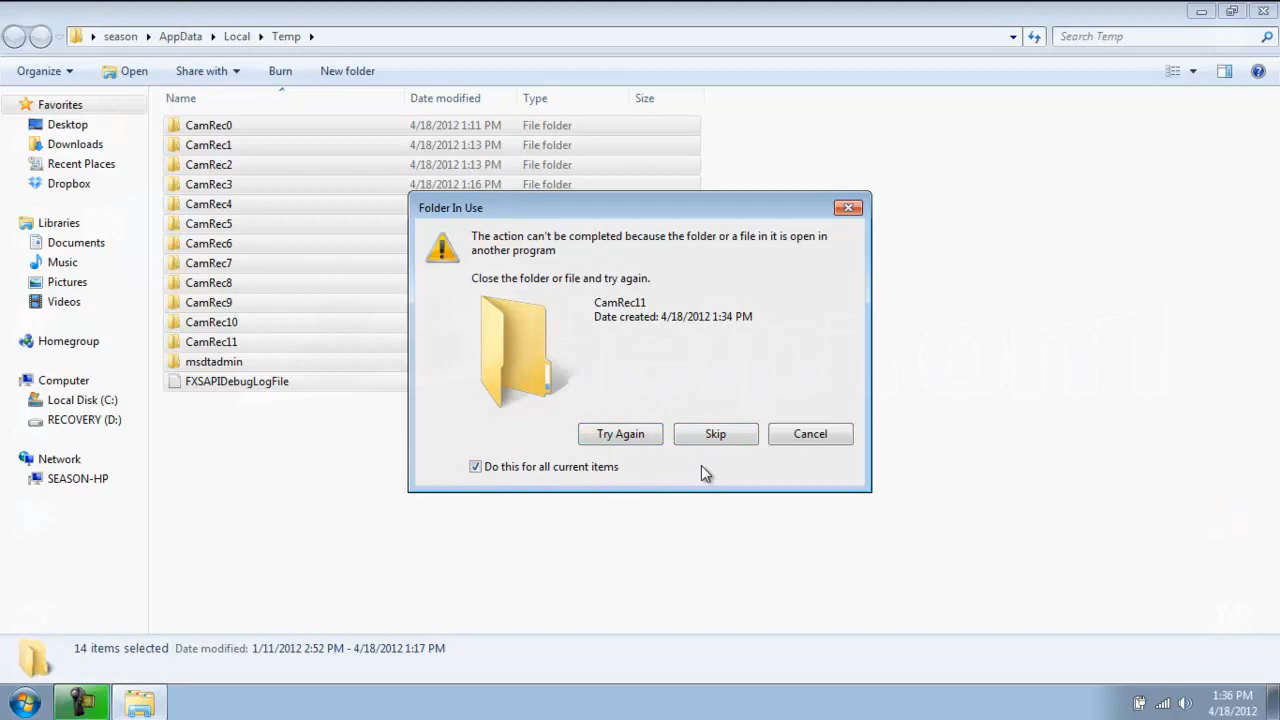 season
AppData
Local
Temp
Search Temp
Organize
Open
Share with
Burn
New folder
Name
Date modified
Type
Size
Favorites
Desktop
Downloads
Recent Places
Dropbox
Libraries
Documents
Music
Pictures
Videos
Homegroup
Computer
Local Disk (C:)
RECOVERY (D:)
Network
SEASON-HP
CamRec0 4/18/2012 1:11 PM File folder
CamRec1 4/18/2012 1:13 PM File folder
CamRec2 4/18/2012 1:13 PM File folder
CamRec3 4/18/2012 1:16 PM File folder
CamRec4
CamRec5
CamRec6
CamRec7
CamRec8
CamRec9
CamRec10
CamRec11
msdtadmin
FXSAPIDebugLogFile
Folder In Use
The action can't be completed because the folder or a file in it is open in
another program
Close the folder or file and try again.
CamRec11
Date created: 4/18/2012 1:34 PM
Try Again
Skip
Cancel
Do this for all current items
14 items selected Date modified: 1/11/2012 2:52 PM - 4/18/2012 1:17 PM
1:36 PM
4/18/2012